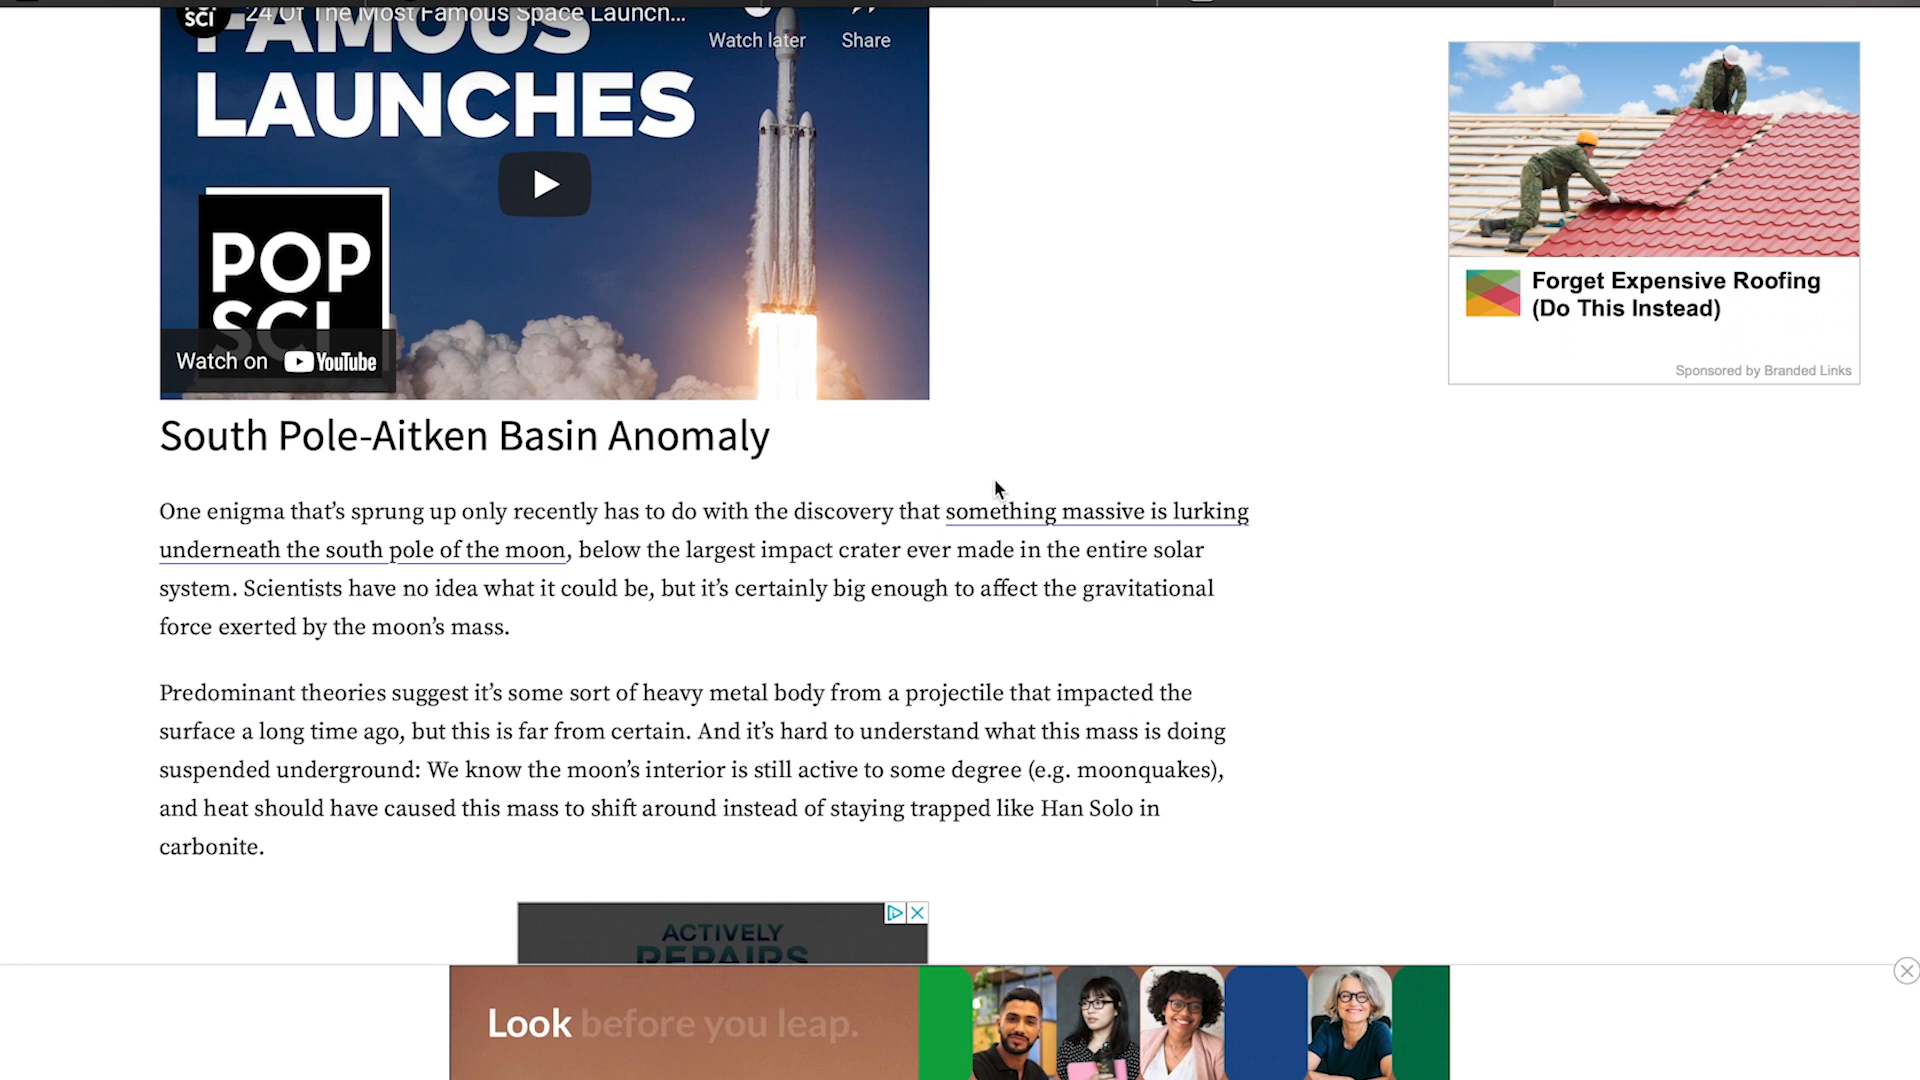 SCI
24 Of The Most Famous Space Launch...
Watch later
Share
FAMOUS
LAUNCHES
POP
SCI
Watch on YouTube
Forget Expensive Roofing
(Do This Instead)
Sponsored by Branded Links
South Pole-Aitken Basin Anomaly
One enigma that’s sprung up only recently has to do with the discovery that something massive is lurking
underneath the south pole of the moon, below the largest impact crater ever made in the entire solar
system. Scientists have no idea what it could be, but it’s certainly big enough to affect the gravitational
force exerted by the moon’s mass.
Predominant theories suggest it’s some sort of heavy metal body from a projectile that impacted the
surface a long time ago, but this is far from certain. And it’s hard to understand what this mass is doing
suspended underground: We know the moon’s interior is still active to some degree (e.g. moonquakes),
and heat should have caused this mass to shift around instead of staying trapped like Han Solo in
carbonite.
ACTIVELY
REPAIRS
Look before you leap.